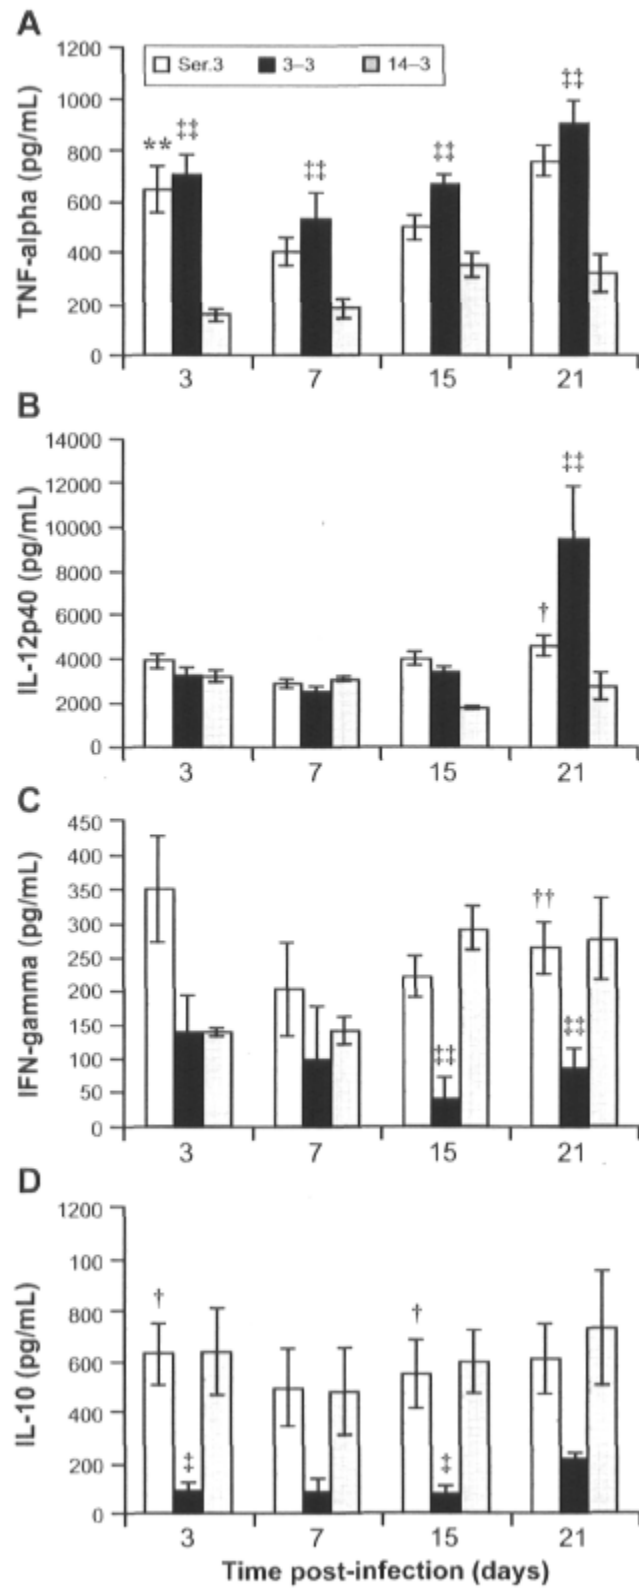 A
TNF-alpha (pg/mL)
1200
1000
800
600
400
200
0
Ser.3 3–3 14–3
** ‡‡ ‡‡ ‡‡ ‡‡
3 7 15 21
B
IL-12p40 (pg/mL)
14000
12000
10000
8000
6000
4000
2000
0
† ‡‡
3 7 15 21
C
IFN-gamma (pg/mL)
450
400
350
300
250
200
150
100
50
0
‡‡ †† ‡‡
3 7 15 21
D
IL-10 (pg/mL)
1200
100
800
600
400
200
0
† ‡ † ‡
3 7 15 21
Time post-infection (days)